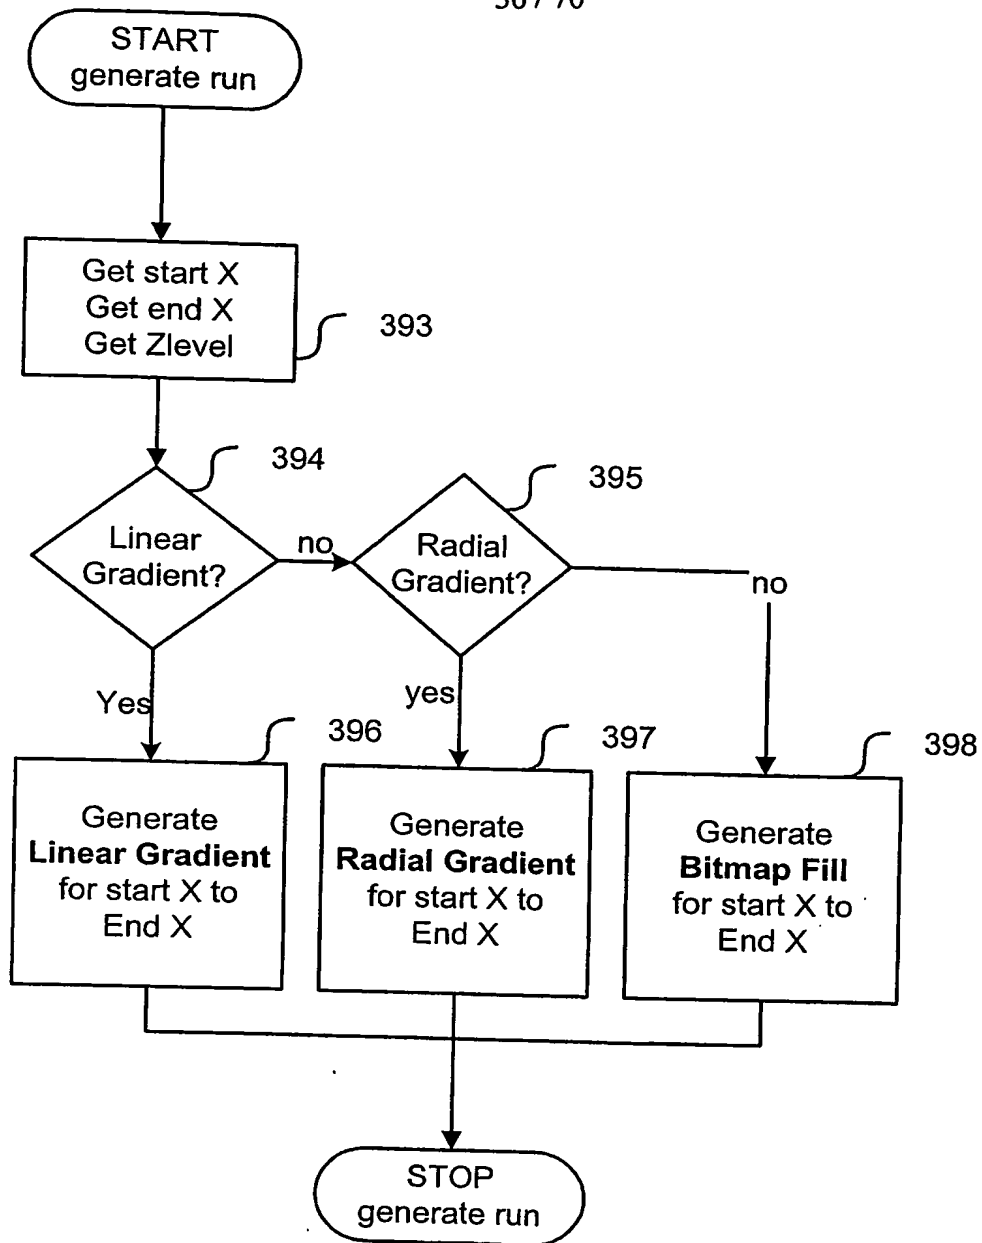 START
generate run
Get start X
Get end X
Get Zlevel
393
394
395
Linear
Gradient?
no
Radial
Gradient?
no
Yes
yes
396
397
398
Generate
Linear Gradient
for start X to
End X
Generate
Radial Gradient
for start X to
End X
Generate
Bitmap Fill
for start X to
End X
STOP
generate run